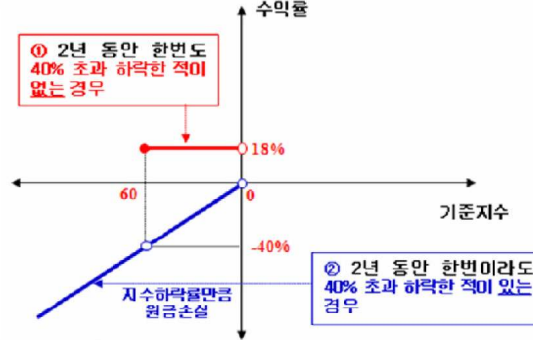 수익률
① 2년 동안 한번도
40% 초과 하락한 적이
없는 경우
18%
60
0
기준지수
-40%
② 2년 동안 한번이라도
40% 초과 하락한 적이 있는
경우
지수하락률만큼
원금손실